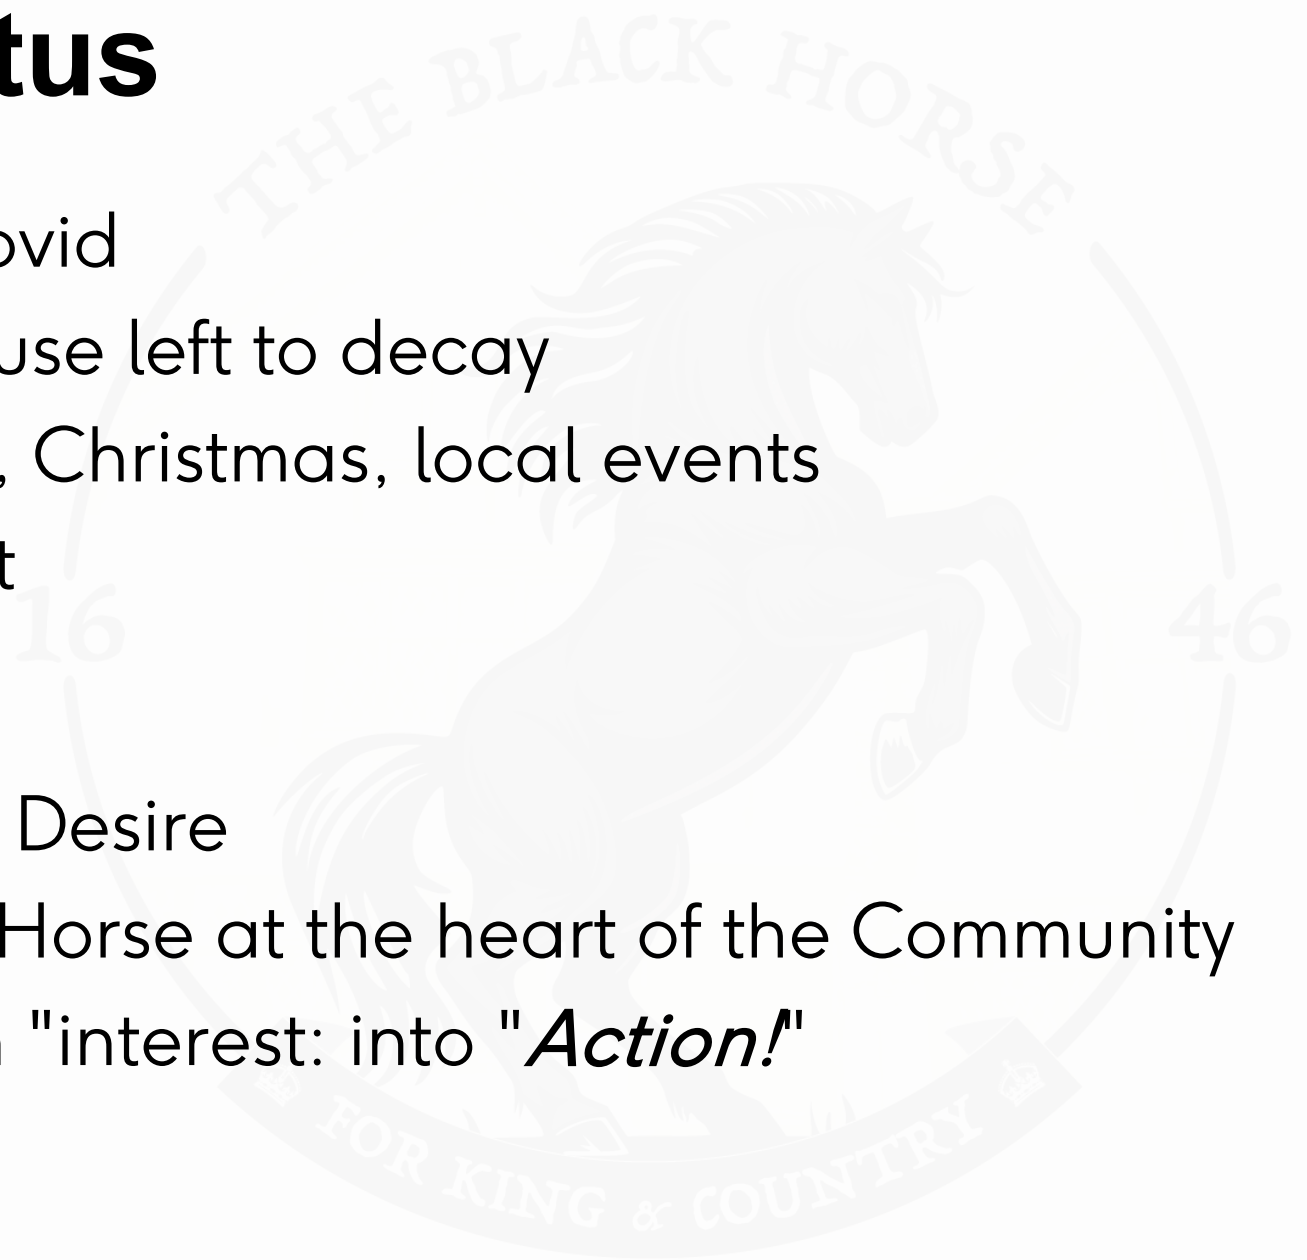 THE BLACK HORSE
tus
ovid
use left to decay
, Christmas, local events
t
16 46
Desire
Horse at the heart of the Community
"interest: into "Action!"
FOR KING & COUNTRY